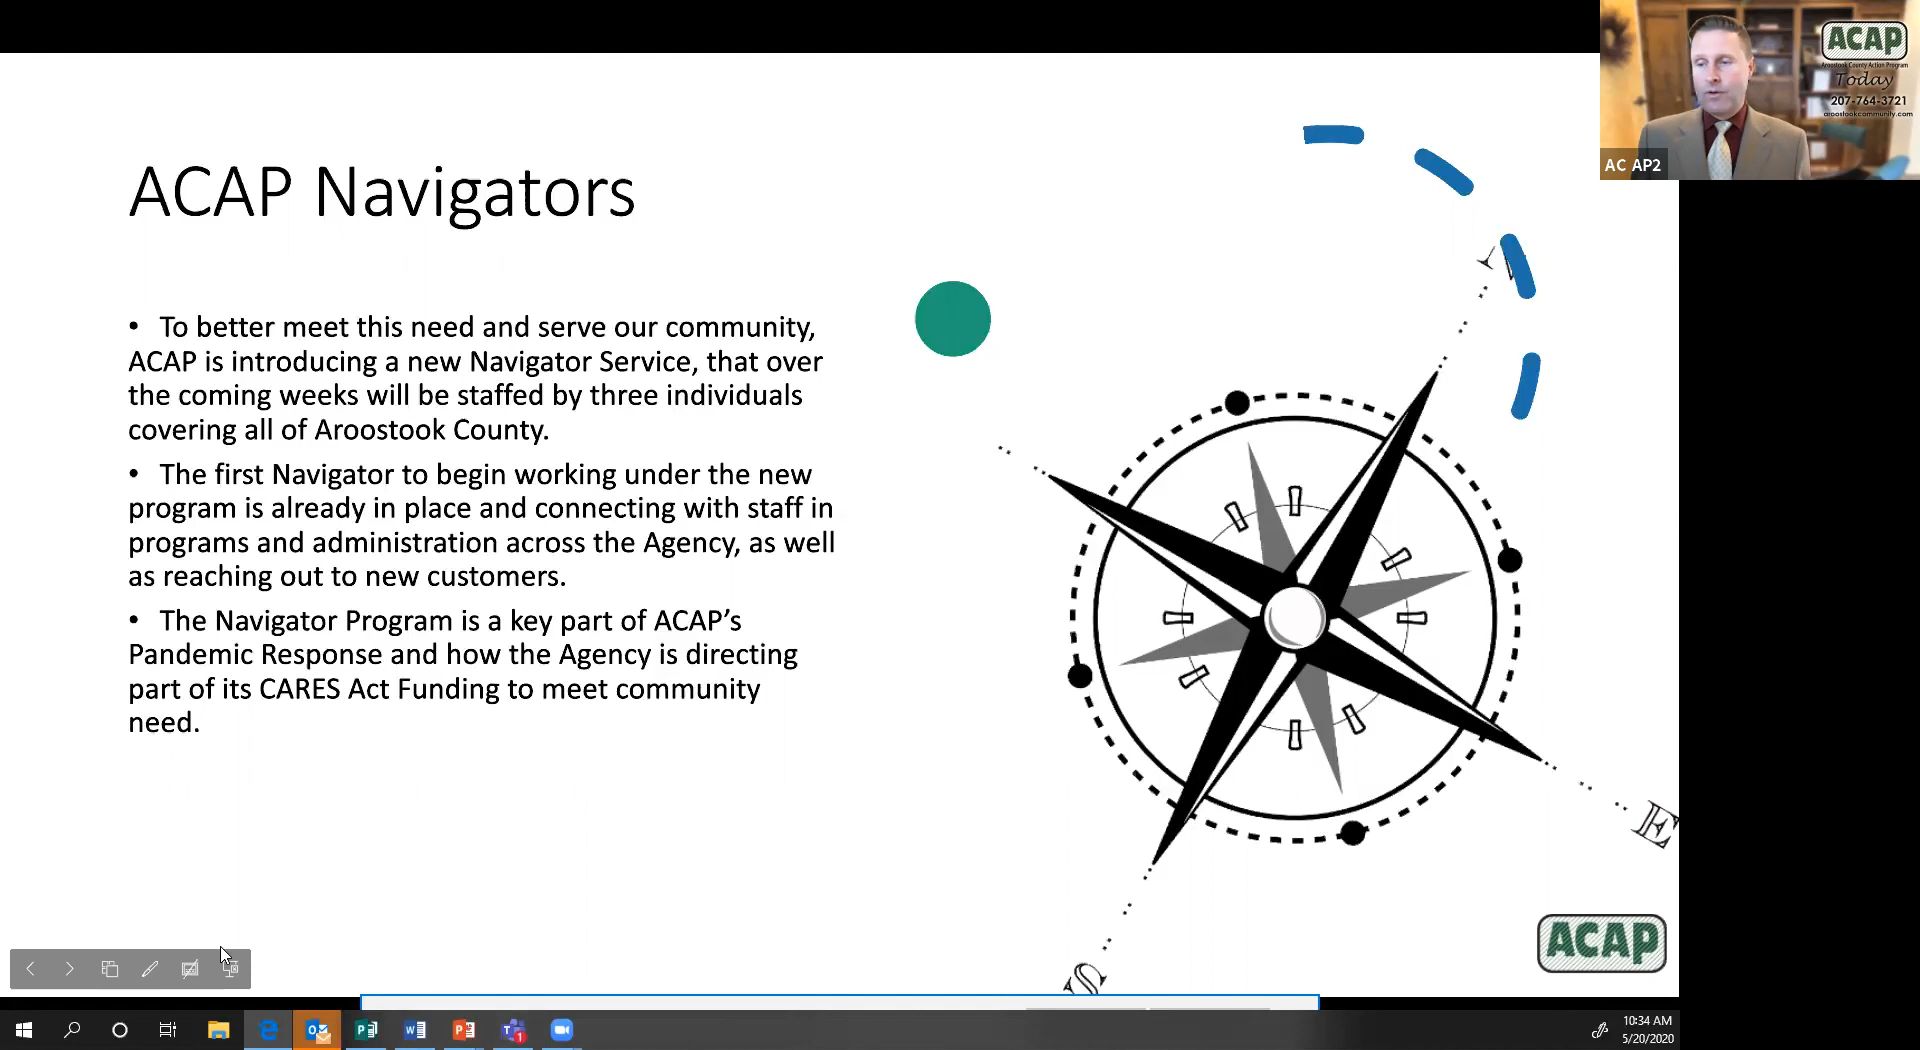 ACAP
Aroostook County Action Program
Today
207-764-3721
aroostookcommunity.com
AC AP2
ACAP Navigators
• To better meet this need and serve our community,
ACAP is introducing a new Navigator Service, that over
the coming weeks will be staffed by three individuals
covering all of Aroostook County.
• The first Navigator to begin working under the new
program is already in place and connecting with staff in
programs and administration across the Agency, as well
as reaching out to new customers.
• The Navigator Program is a key part of ACAP’s
Pandemic Response and how the Agency is directing
part of its CARES Act Funding to meet community
need.
N
E
S
ACAP
10:34 AM
5/20/2020